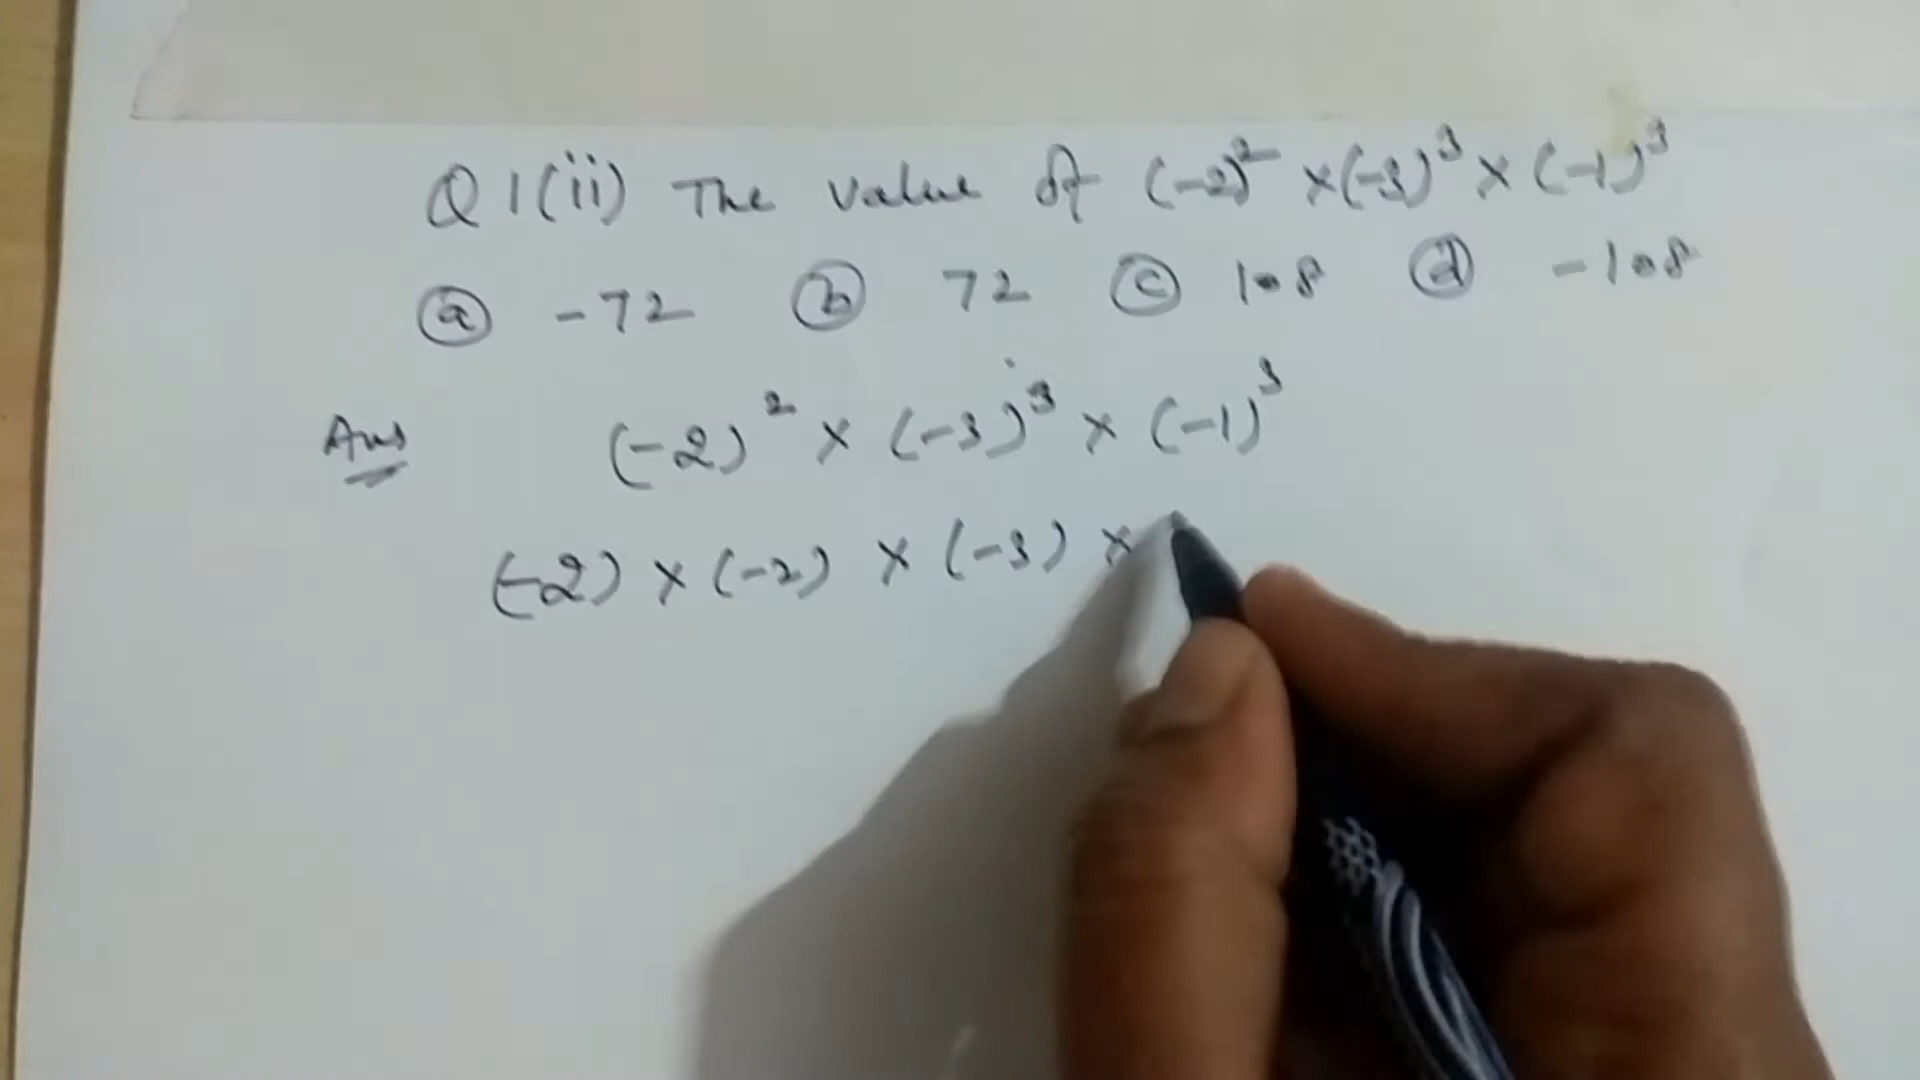 Q 1(ii) The value of (-2)² × (-3)³ × (-1)³
ⓐ -72 ⓑ 72 ⓒ 108 ⓓ -108
Ans (-2)² × (-3)³ × (-1)³
(-2) × (-2) × (-3) ×